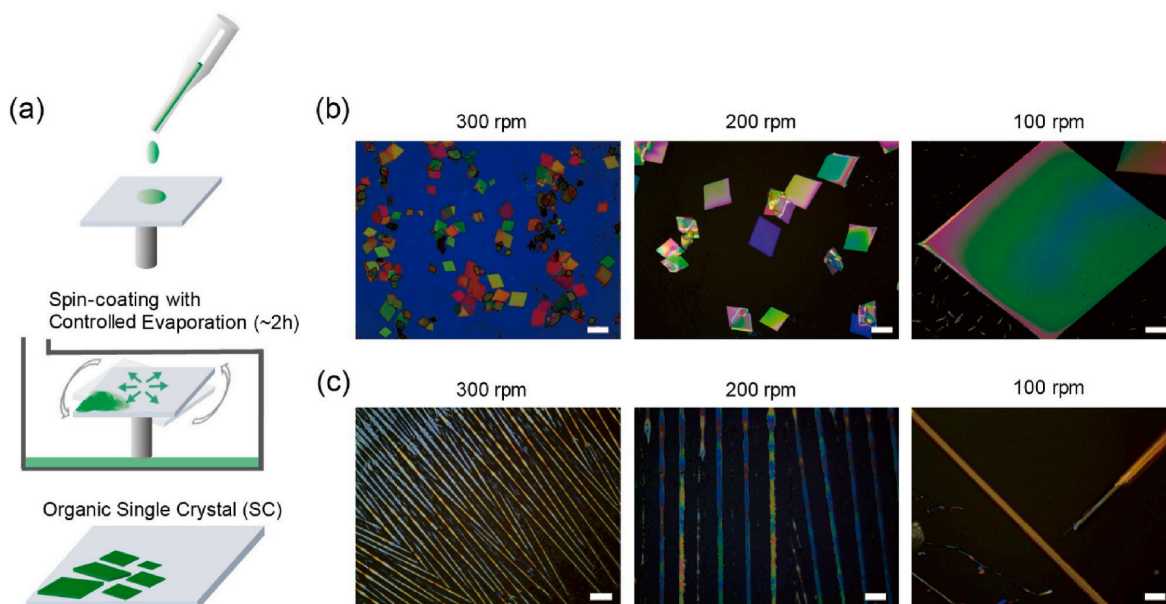 (a)
Spin-coating with
Controlled Evaporation (~2h)
Organic Single Crystal (SC)
(b)
300 rpm
200 rpm
100 rpm
(c)
300 rpm
200 rpm
100 rpm